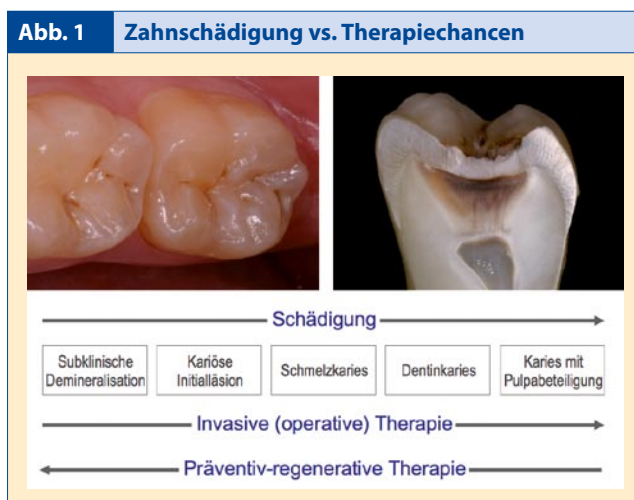 Abb. 1 Zahnschädigung vs. Therapiechancen
Schädigung
Subklinische
Demineralisation
Kariöse
Initialläsion
Schmelzkaries
Dentinkaries
Karies mit
Pulpabeteiligung
Invasive (operative) Therapie
Präventiv-regenerative Therapie